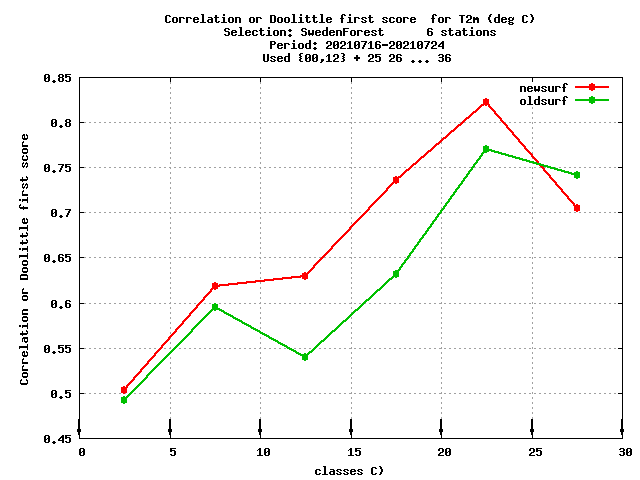 Correlation or Doolittle first score  for T2m (deg C)
Selection: SwedenForest      6 stations
Period: 20210716-20210724
Used {00,12} + 25 26 ... 36
newsurf
oldsurf
Correlation or Doolittle first score
0.85
0.8
0.75
0.7
0.65
0.6
0.55
0.5
0.45
0 5 10 15 20 25 30
classes C)